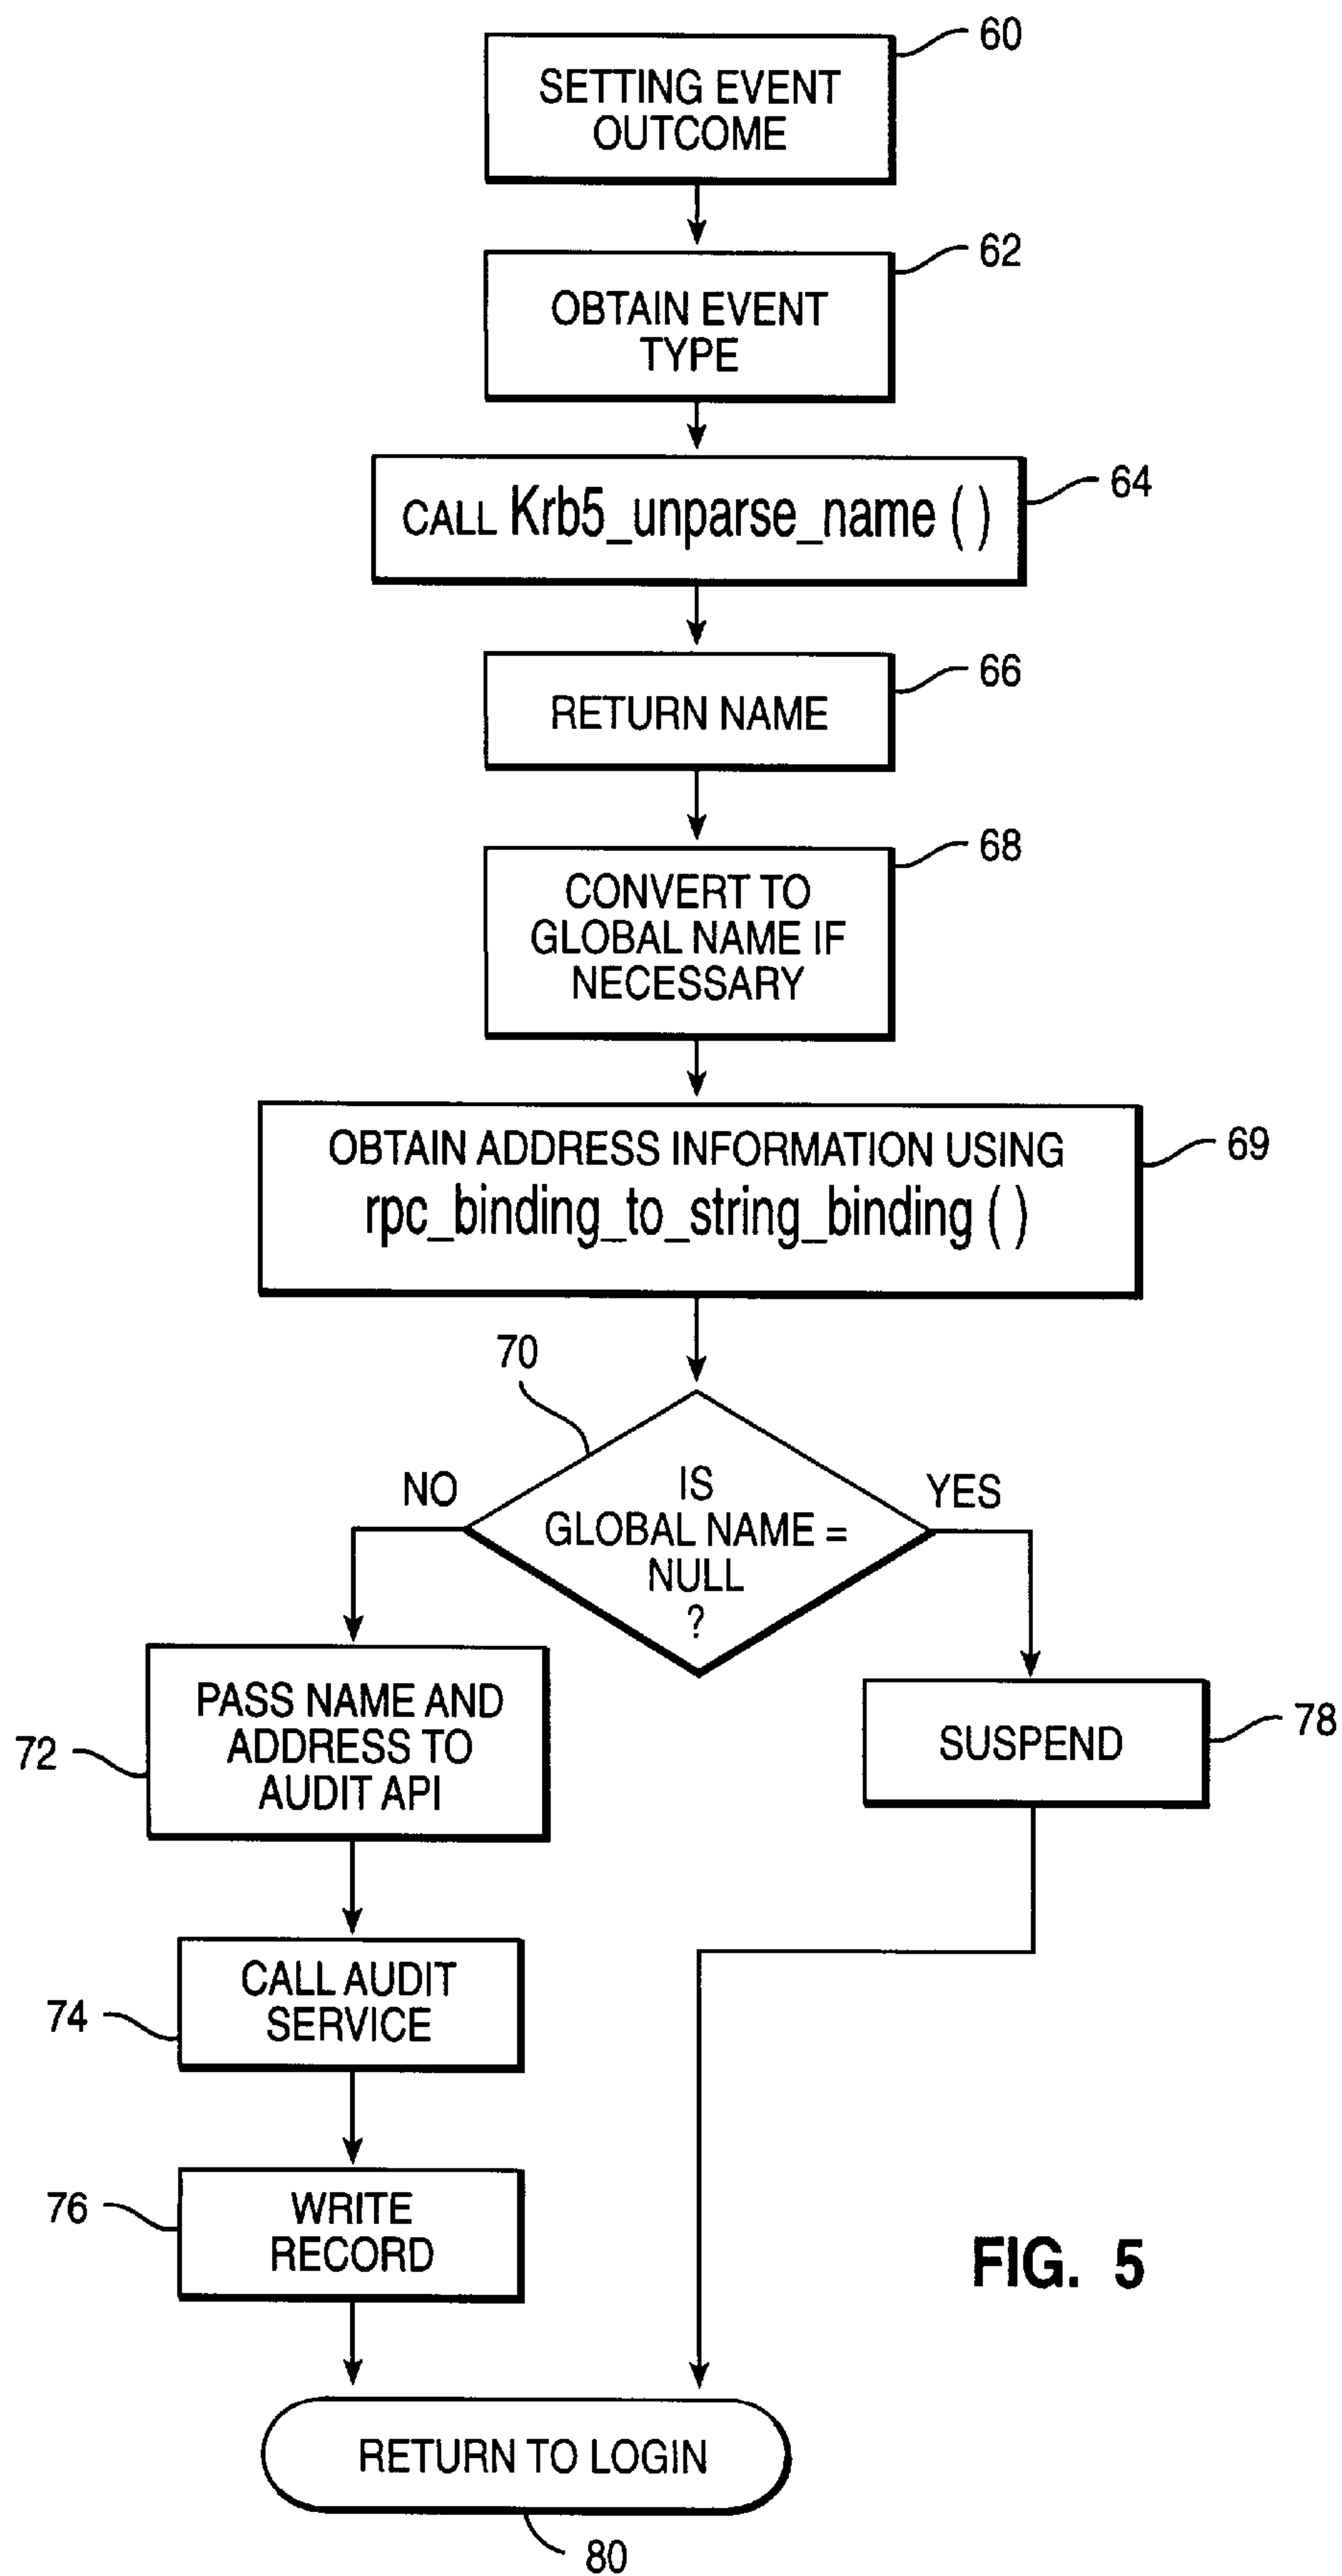 60
SETTING EVENT
OUTCOME
62
OBTAIN EVENT
TYPE
64
CALL Krb5_unparse_name ( )
66
RETURN NAME
68
CONVERT TO
GLOBAL NAME IF
NECESSARY
69
OBTAIN ADDRESS INFORMATION USING
rpc_binding_to_string_binding ( )
70
NO
YES
IS
GLOBAL NAME =
NULL
?
72
PASS NAME AND
ADDRESS TO
AUDIT API
78
SUSPEND
74
CALL AUDIT
SERVICE
76
WRITE
RECORD
FIG. 5
RETURN TO LOGIN
80